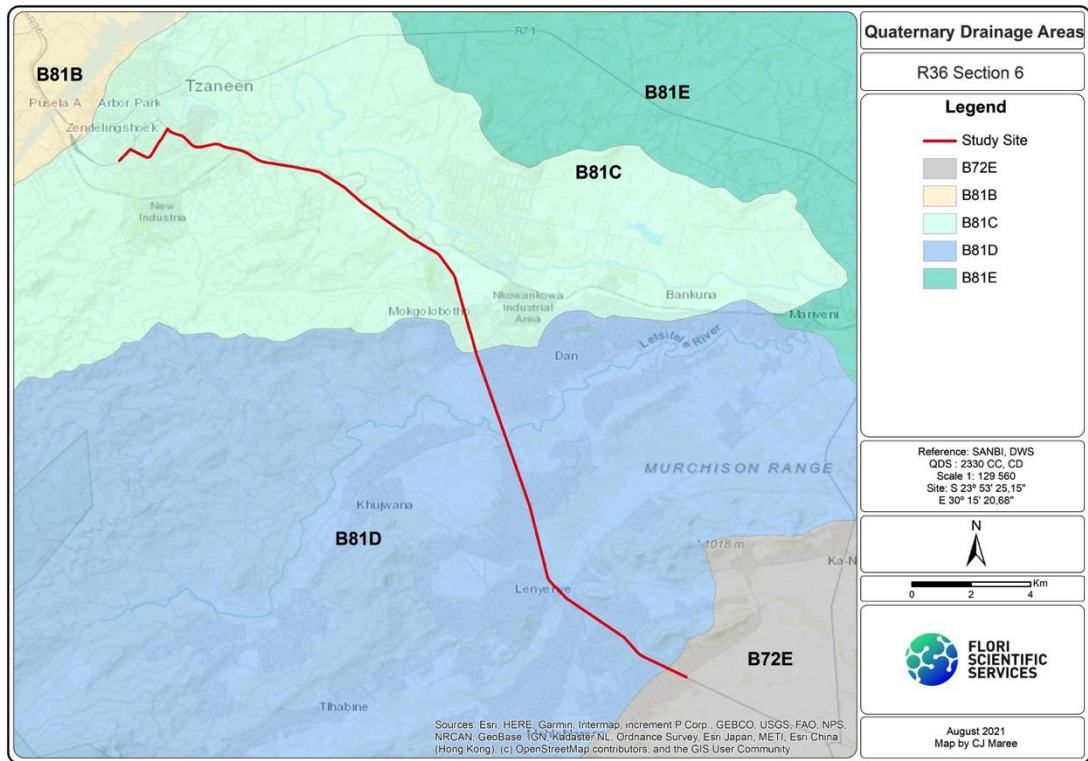 Quaternary Drainage Areas
R36 Section 6
Legend
Study Site
B72E
B81B
B81C
B81D
B81E
Reference: SANBI, DWS
QDS : 2330 CC, CD
Scale 1: 129 560
Site: S 23º 53' 25,15"
E 30º 15' 20,68"
N
Km
0 2 4
FLORI
SCIENTIFIC
SERVICES
August 2021
Map by CJ Maree
R36
B81B
Pusela A
Arbor Park
Tzaneen
Zendelingshoek
R71
B81E
B81C
New
Industria
Mokgolobotho
Nkowankowa
Industrial
Area
Bankuna
Mariveni
Dan
Letsitele River
MURCHISON RANGE
Khujwana
B81D
1018 m
Ka-N
Lenyenye
B72E
Tlhabine
Sources: Esri, HERE, Garmin, Intermap, increment P Corp., GEBCO, USGS, FAO, NPS,
NRCAN, GeoBase, IGN, Kadaster NL, Ordnance Survey, Esri Japan, METI, Esri China
(Hong Kong), (c) OpenStreetMap contributors, and the GIS User Community